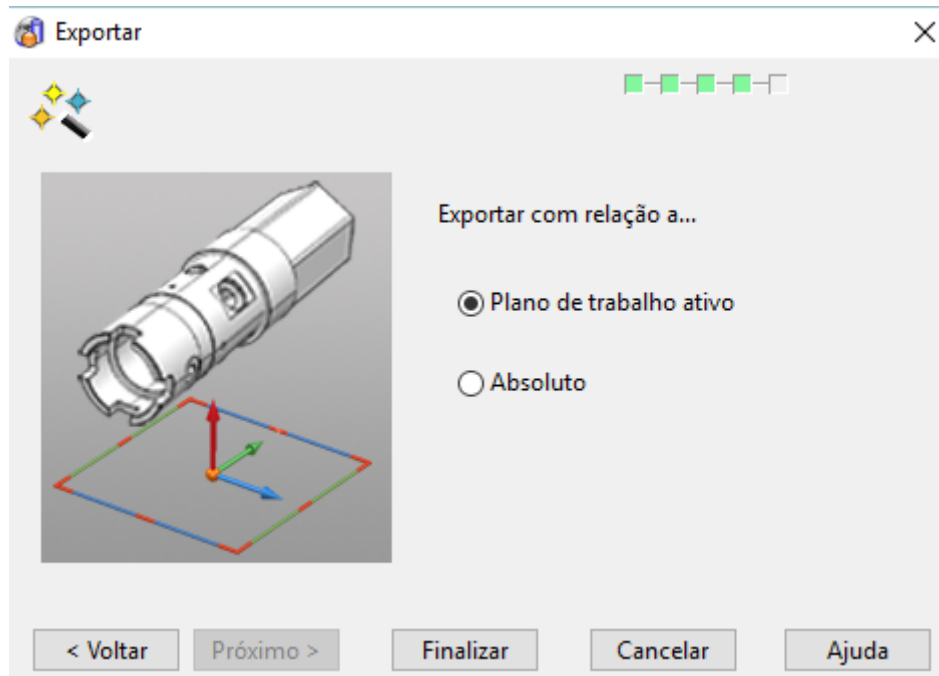 Exportar
Exportar com relação a...
Plano de trabalho ativo
Absoluto
< Voltar
Próximo >
Finalizar
Cancelar
Ajuda